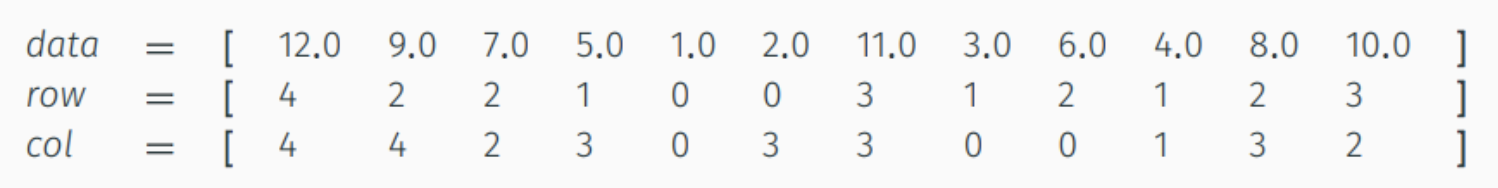 data = [ 12.0 9.0 7.0 5.0 1.0 2.0 11.0 3.0 6.0 4.0 8.0 10.0 ]
row = [ 4 2 2 1 0 0 3 1 2 1 2 3 ]
col = [ 4 4 2 3 0 3 3 0 0 1 3 2 ]